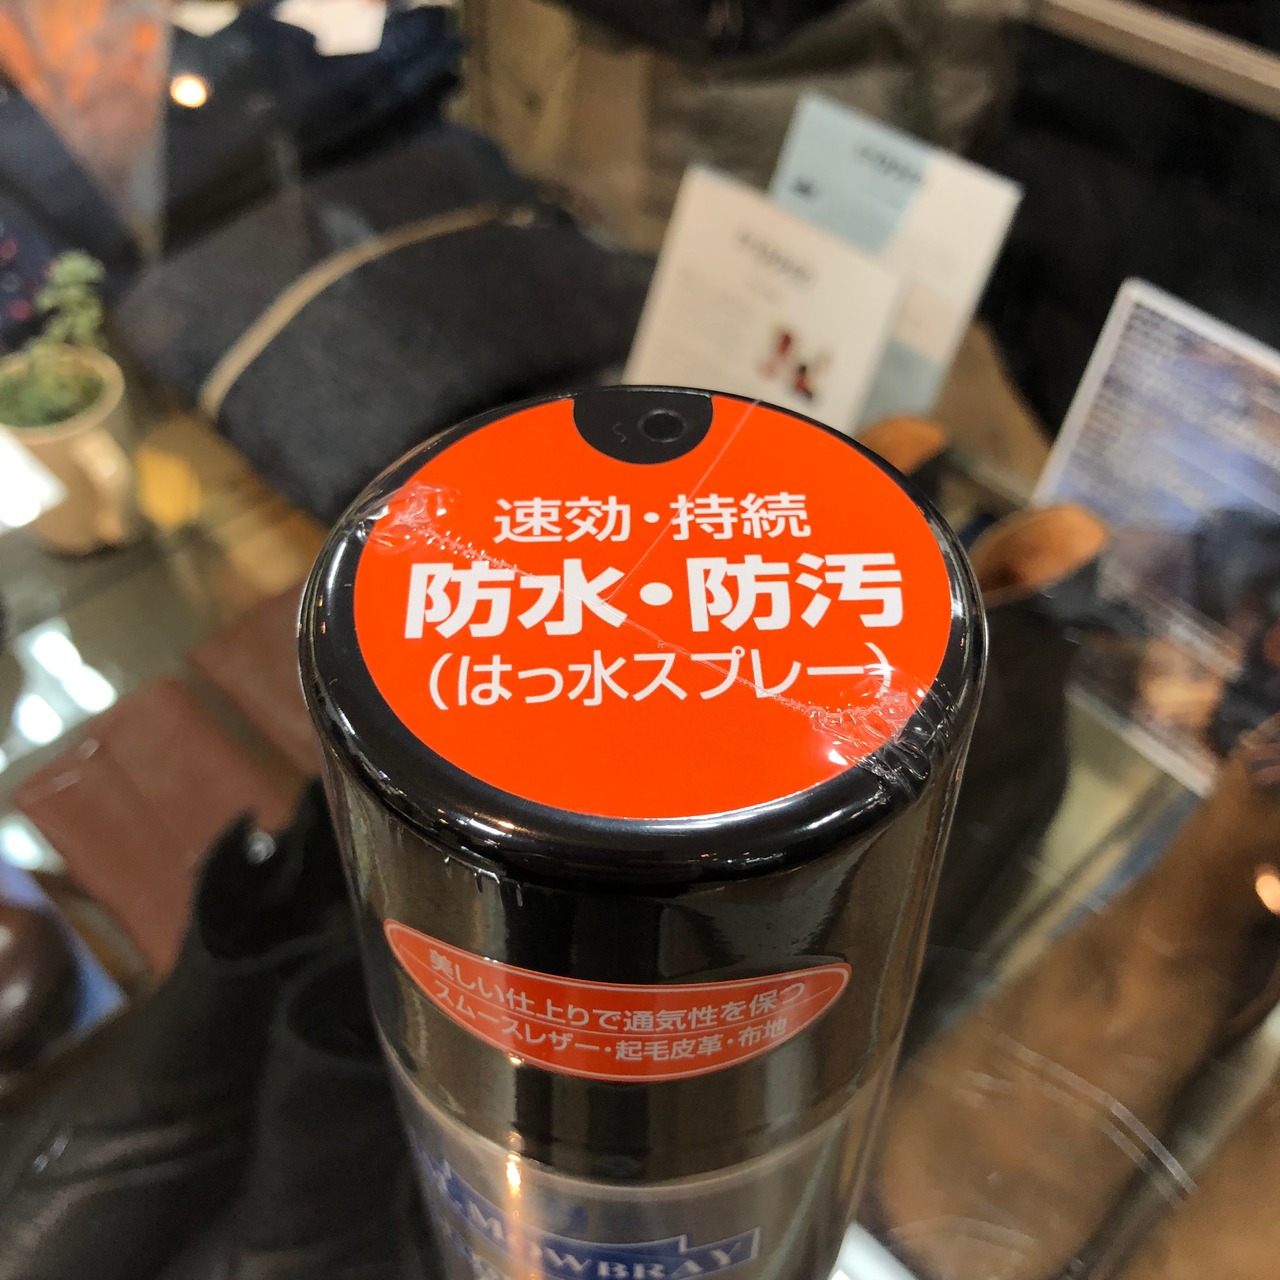 速効・持続
防水・防汚
(はっ水スプレー)
美しい仕上りで通気性を保つ
スムースレザー・起毛皮革・布地
M.MOWBRAY